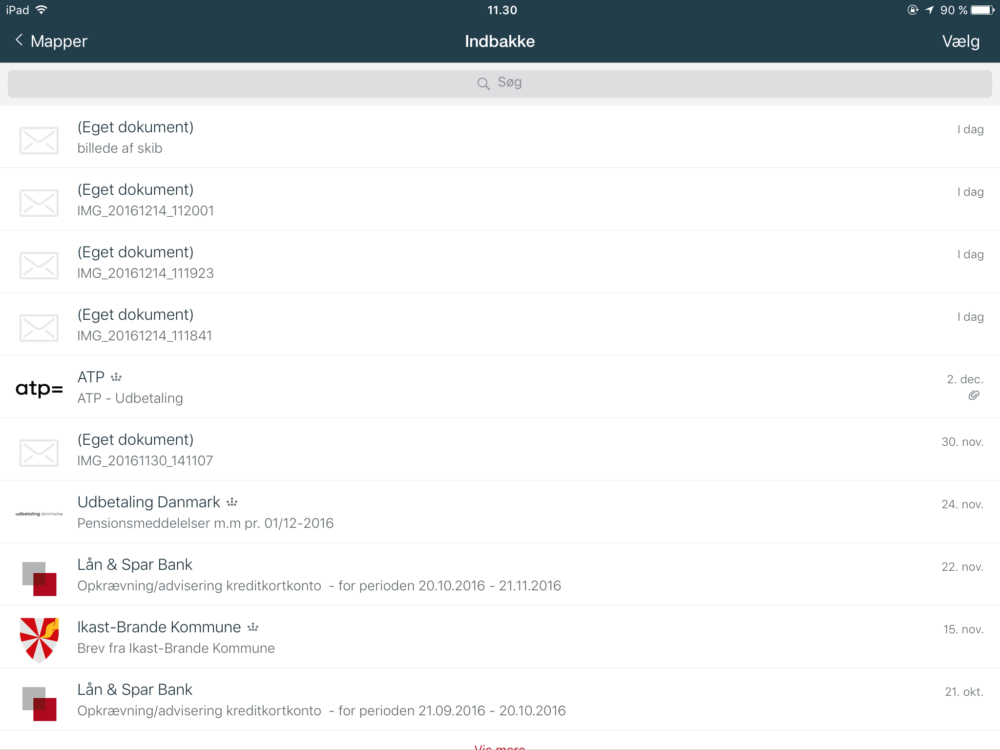 iPad 11.30 90 %
Mapper Indbakke Vælg
Søg
(Eget dokument) I dag
billede af skib
(Eget dokument) I dag
IMG_20161214_112001
(Eget dokument) I dag
IMG_20161214_111923
(Eget dokument) I dag
IMG_20161214_111841
atp= ATP 2. dec.
ATP - Udbetaling
(Eget dokument) 30. nov.
IMG_20161130_141107
Udbetaling Danmark 24. nov.
udbetaling danmark=
Pensionsmeddelelser m.m pr. 01/12-2016
Lån & Spar Bank 22. nov.
Opkrævning/advisering kreditkortkonto  - for perioden 20.10.2016 - 21.11.2016
Ikast-Brande Kommune 15. nov.
Brev fra Ikast-Brande Kommune
Lån & Spar Bank 21. okt.
Opkrævning/advisering kreditkortkonto  - for perioden 21.09.2016 - 20.10.2016
Vis mere